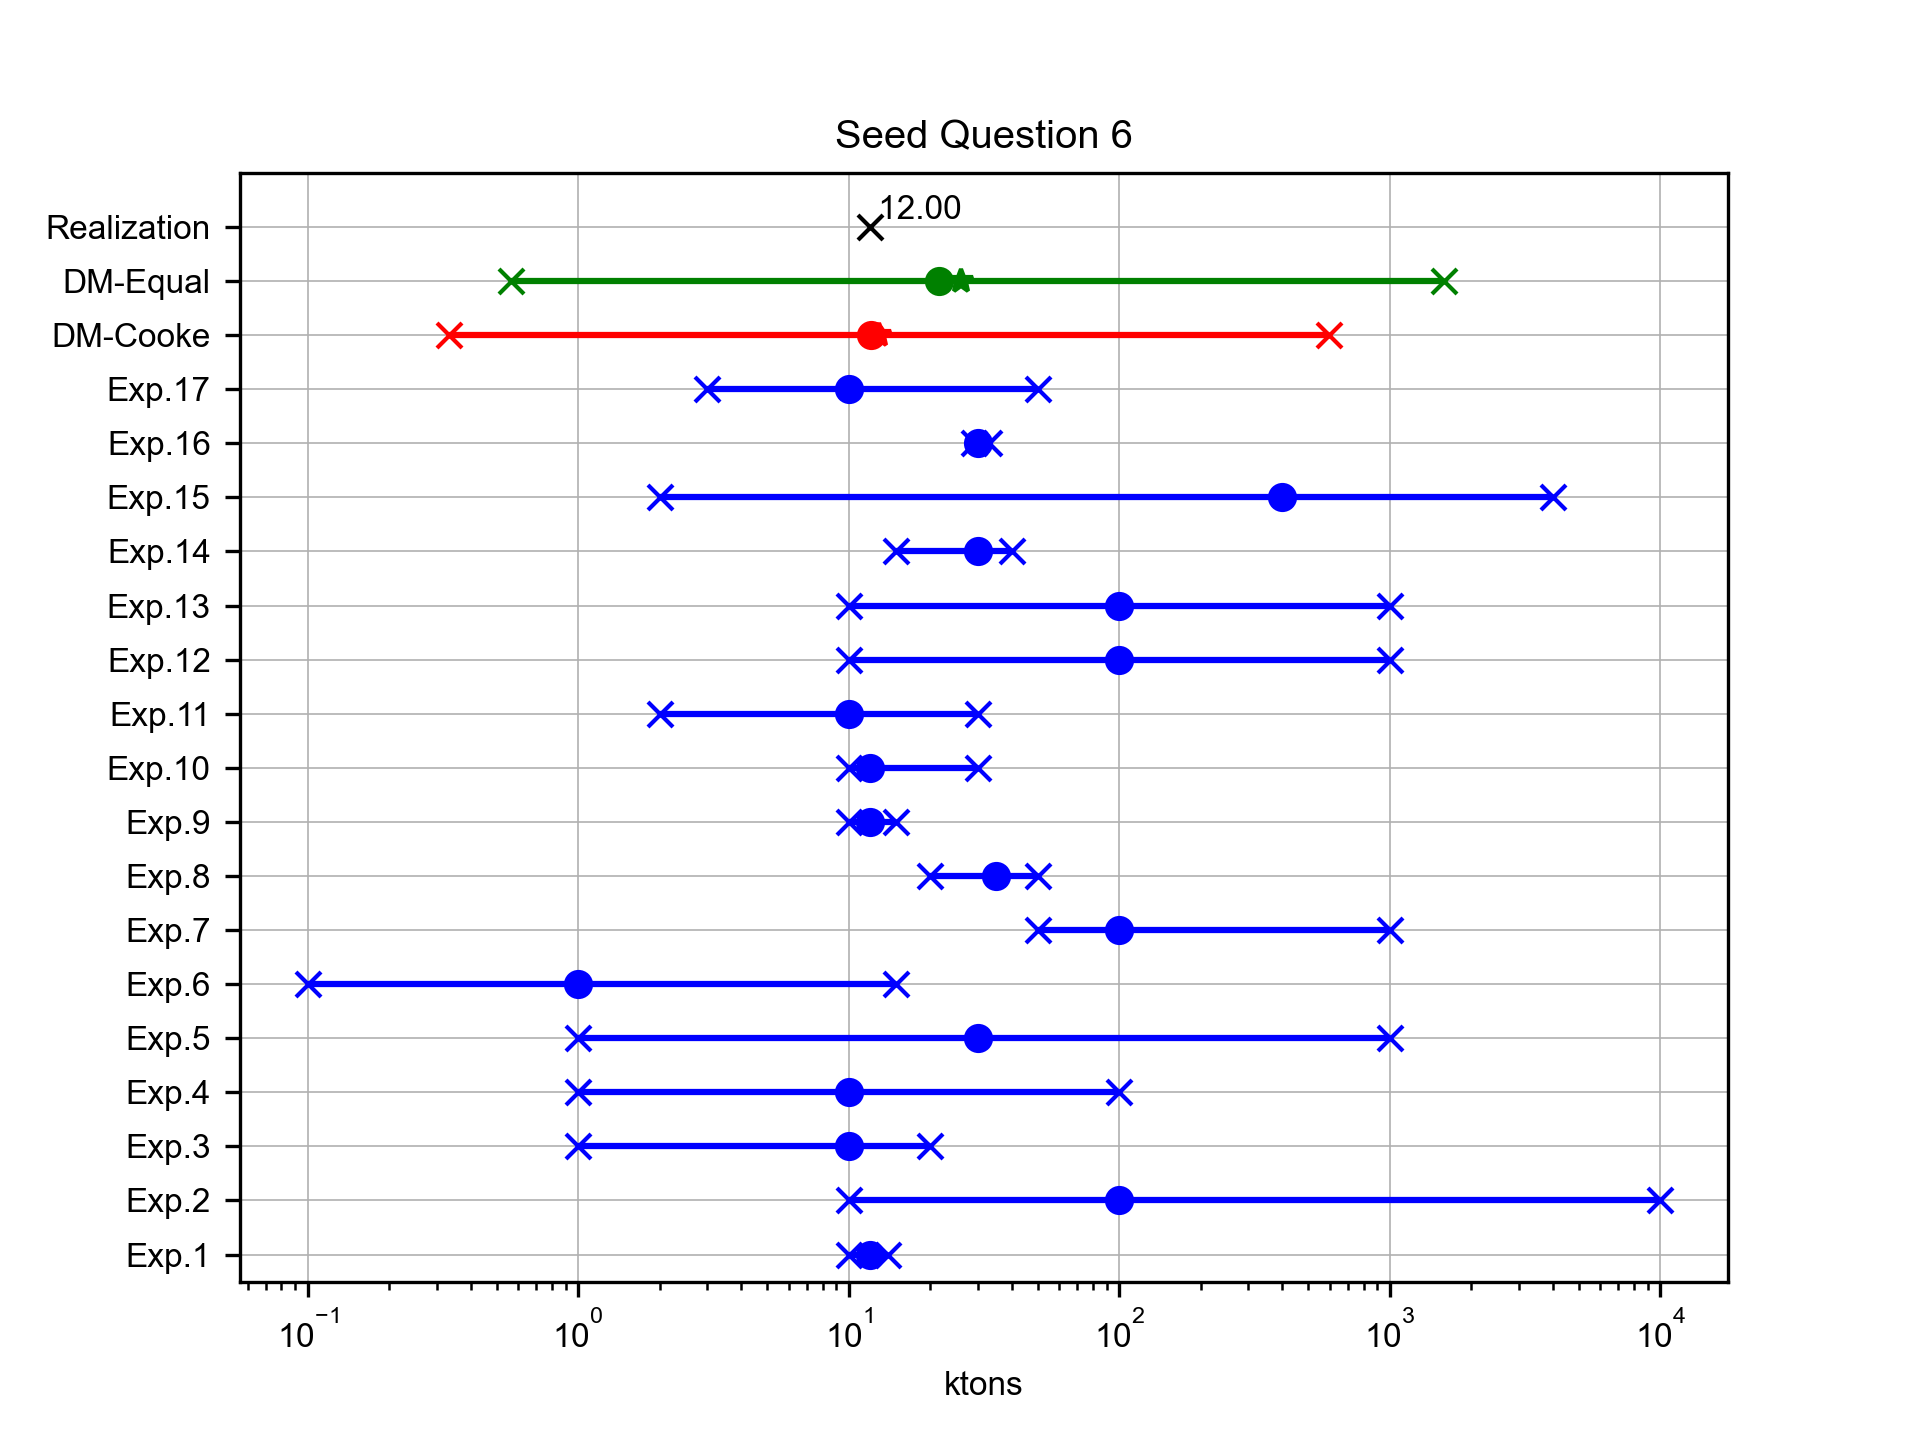 Seed Question 6
Realization
12.00
DM-Equal
DM-Cooke
Exp.17
Exp.16
Exp.15
Exp.14
Exp.13
Exp.12
Exp.11
Exp.10
Exp.9
Exp.8
Exp.7
Exp.6
Exp.5
Exp.4
Exp.3
Exp.2
Exp.1
10⁻¹ 10⁰ 10¹ 10² 10³ 10⁴
ktons